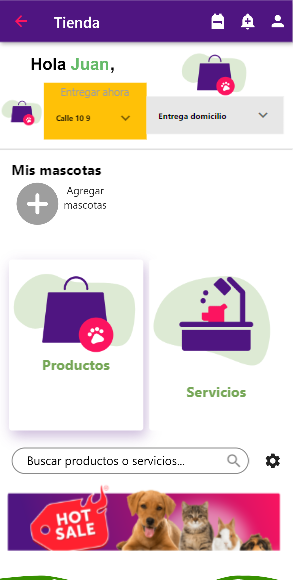 Tienda
Hola Juan,
Entregar ahora
Calle 10 9
Entrega domicilio
Mis mascotas
Agregar
mascotas
Productos
Servicios
Buscar productos o servicios...
HOT
SALE